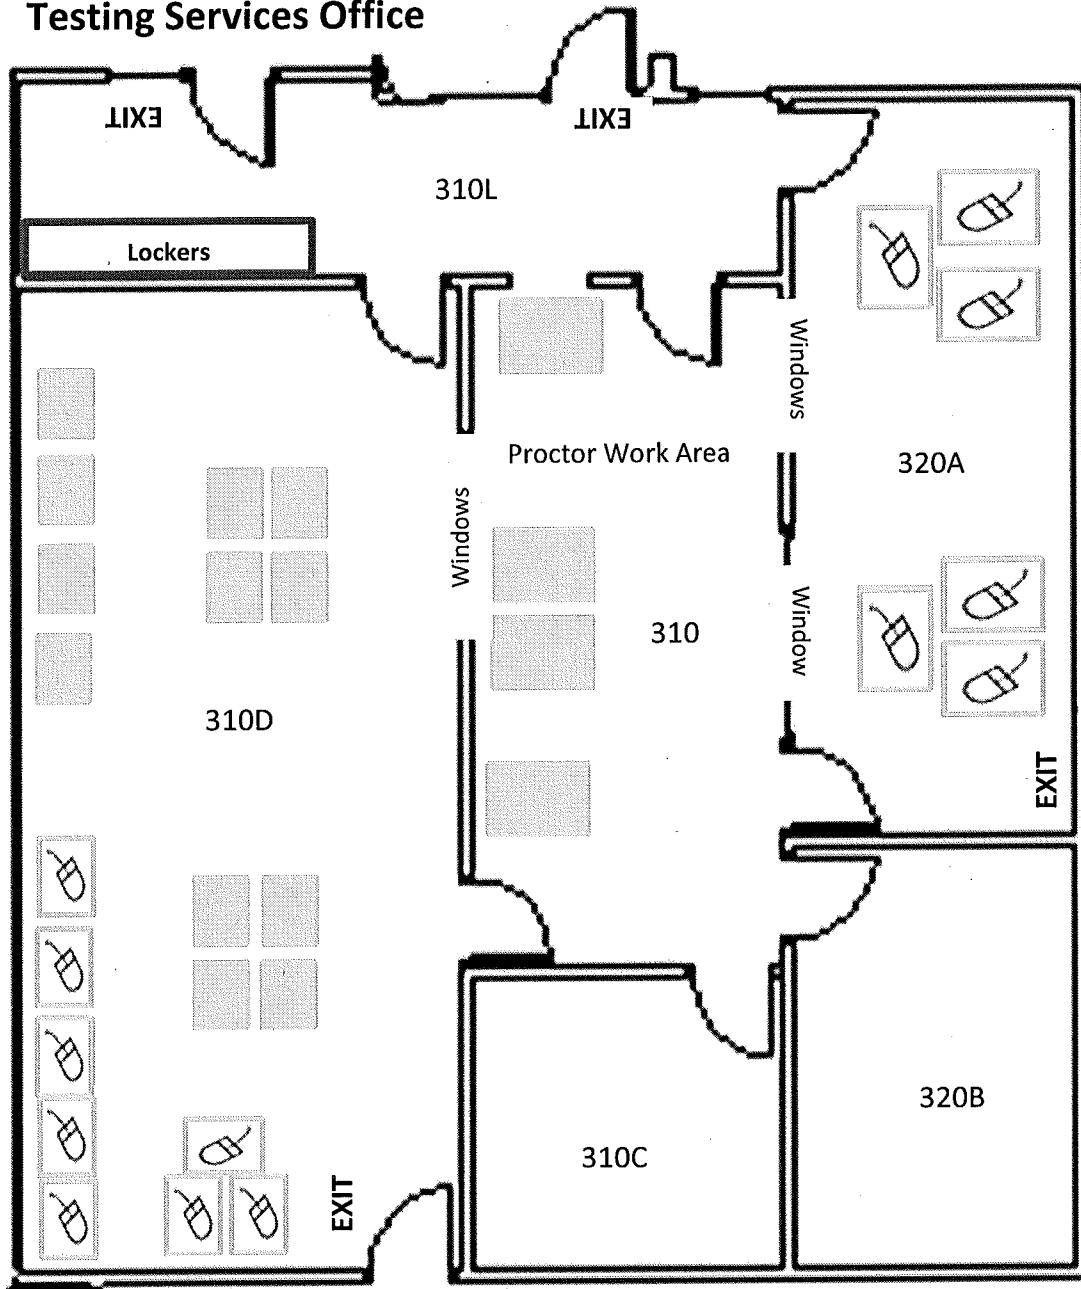 Testing Services Office
EXIT
EXIT
310L
Lockers
Windows
Proctor Work Area
320A
Windows
Window
310
310D
EXIT
320B
310C
EXIT